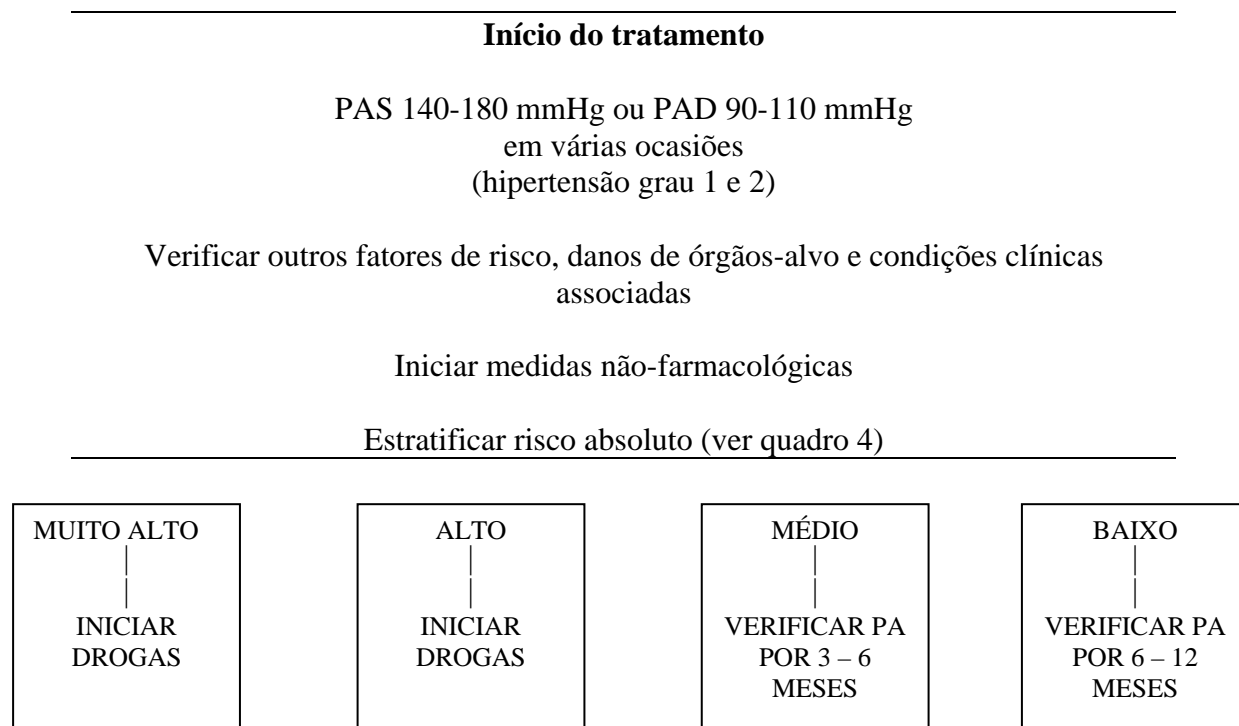 Início do tratamento
PAS 140-180 mmHg ou PAD 90-110 mmHg
em várias ocasiões
(hipertensão grau 1 e 2)
Verificar outros fatores de risco, danos de órgãos-alvo e condições clínicas
associadas
Iniciar medidas não-farmacológicas
Estratificar risco absoluto (ver quadro 4)
MUITO ALTO
INICIAR
DROGAS
ALTO
INICIAR
DROGAS
MÉDIO
VERIFICAR PA
POR 3 – 6
MESES
BAIXO
VERIFICAR PA
POR 6 – 12
MESES